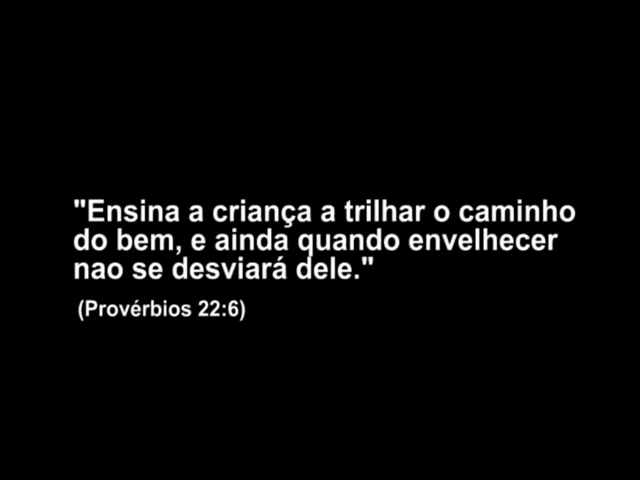 "Ensina a criança a trilhar o caminho
do bem, e ainda quando envelhecer
nao se desviará dele."
(Provérbios 22:6)